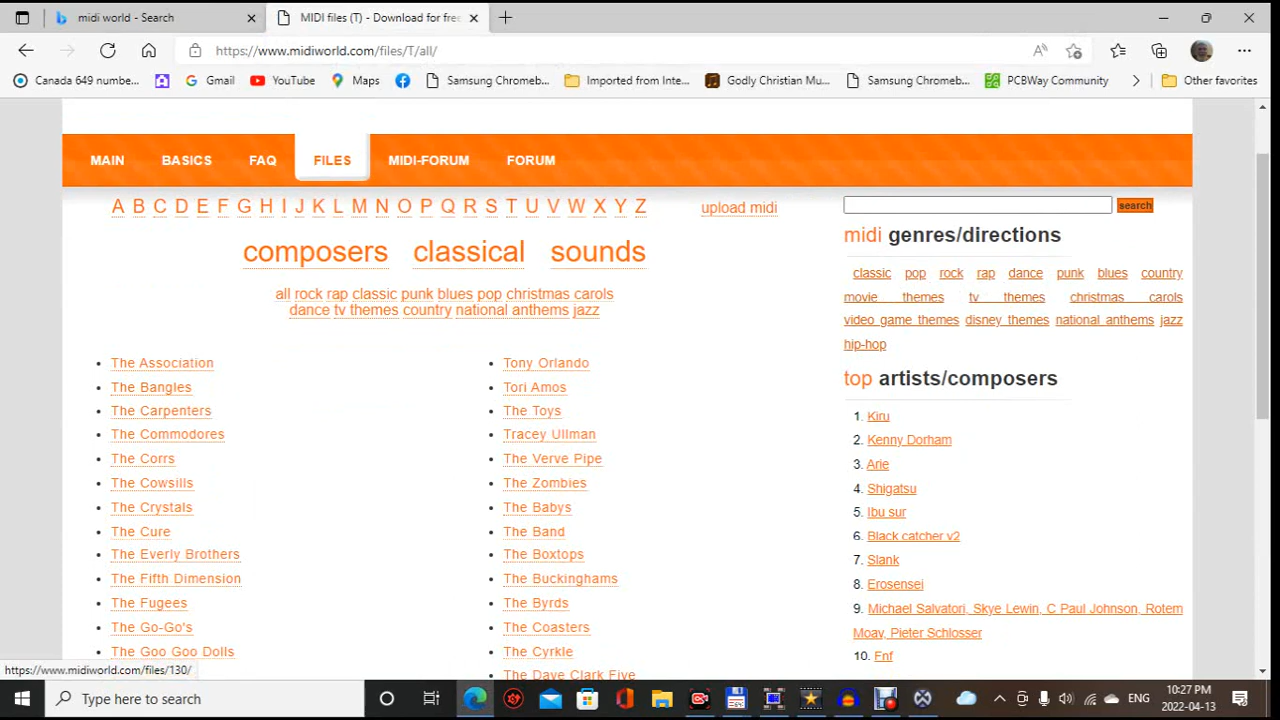 midi world - Search
MIDI files (T) - Download for free
https://www.midiworld.com/files/T/all/
Canada 649 numbe...
Gmail
YouTube
Maps
Samsung Chromeb...
Imported from Inte...
Godly Christian Mu...
Samsung Chromeb...
PCBWay Community
Other favorites
MAIN BASICS FAQ FILES MIDI-FORUM FORUM
A B C D E F G H I J K L M N O P Q R S T U V W X Y Z
upload midi
search
composers classical sounds
all rock rap classic punk blues pop christmas carols
dance tv themes country national anthems jazz
• The Association
• The Bangles
• The Carpenters
• The Commodores
• The Corrs
• The Cowsills
• The Crystals
• The Cure
• The Everly Brothers
• The Fifth Dimension
• The Fugees
• The Go-Go's
• The Goo Goo Dolls
• Tony Orlando
• Tori Amos
• The Toys
• Tracey Ullman
• The Verve Pipe
• The Zombies
• The Babys
• The Band
• The Boxtops
• The Buckinghams
• The Byrds
• The Coasters
• The Cyrkle
• The Dave Clark Five
midi genres/directions
classic pop rock rap dance punk blues country
movie themes tv themes christmas carols
video game themes disney themes national anthems jazz
hip-hop
top artists/composers
1. Kiru
2. Kenny Dorham
3. Arie
4. Shigatsu
5. Ibu sur
6. Black catcher v2
7. Slank
8. Erosensei
9. Michael Salvatori, Skye Lewin, C Paul Johnson, Rotem
Moav, Pieter Schlosser
10. Fnf
https://www.midiworld.com/files/130/
Type here to search
ENG
10:27 PM
2022-04-13